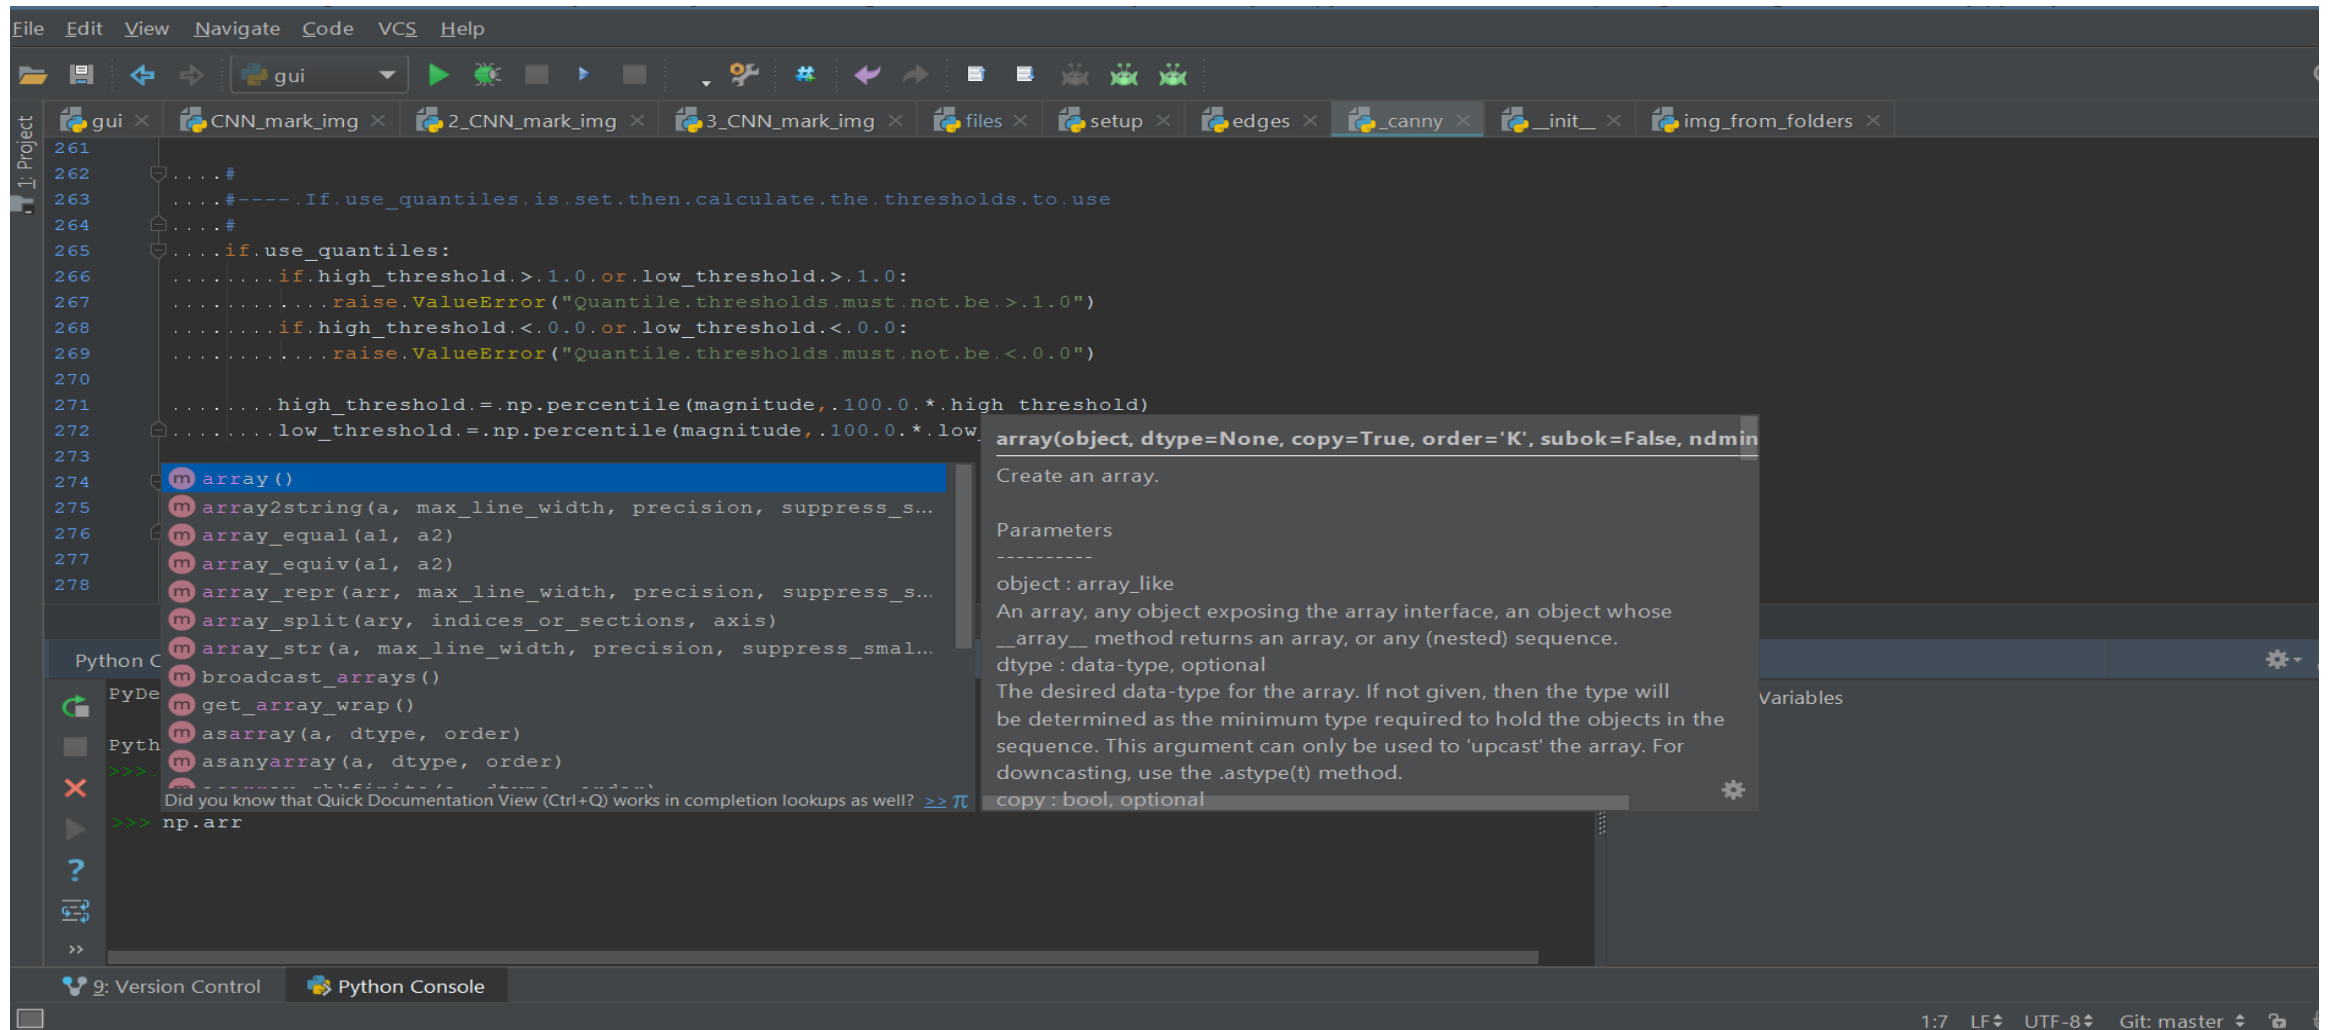 File Edit View Navigate Code VCS Help
gui
gui CNN_mark_img 2_CNN_mark_img 3_CNN_mark_img files setup edges _canny __init__ img_from_folders
1: Project
261
262 ....#
263 ....#----.If.use_quantiles.is.set.then.calculate.the.thresholds.to.use
264 ....#
265 ....if.use_quantiles:
266 ........if.high_threshold.>.1.0.or.low_threshold.>.1.0:
267 ............raise.ValueError("Quantile.thresholds.must.not.be.>.1.0")
268 ........if.high_threshold.<.0.0.or.low_threshold.<.0.0:
269 ............raise.ValueError("Quantile.thresholds.must.not.be.<.0.0")
270
271 ........high_threshold.=.np.percentile(magnitude,.100.0.*.high_threshold)
272 ........low_threshold.=.np.percentile(magnitude,.100.0.*.low_
273
274
275
276
277
278
array()
array2string(a, max_line_width, precision, suppress_s...
array_equal(a1, a2)
array_equiv(a1, a2)
array_repr(arr, max_line_width, precision, suppress_s...
array_split(ary, indices_or_sections, axis)
array_str(a, max_line_width, precision, suppress_smal...
broadcast_arrays()
get_array_wrap()
asarray(a, dtype, order)
asanyarray(a, dtype, order)
Did you know that Quick Documentation View (Ctrl+Q) works in completion lookups as well? >> π
array(object, dtype=None, copy=True, order='K', subok=False, ndmin
Create an array.
Parameters
----------
object : array_like
An array, any object exposing the array interface, an object whose
__array__ method returns an array, or any (nested) sequence.
dtype : data-type, optional
The desired data-type for the array. If not given, then the type will
be determined as the minimum type required to hold the objects in the
sequence. This argument can only be used to 'upcast' the array. For
downcasting, use the .astype(t) method.
copy : bool, optional
Python C
PyDe
Pyth
>>>
>>> np.arr
Variables
9: Version Control Python Console
1:7 LF UTF-8 Git: master